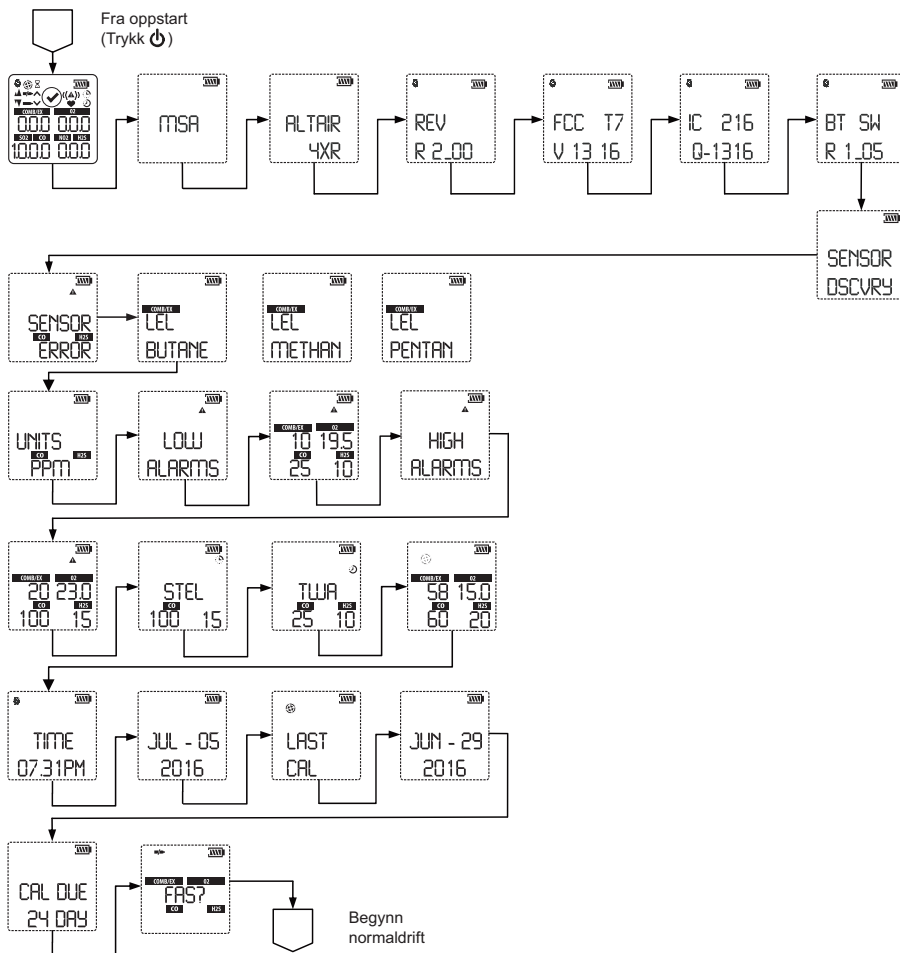 Fra oppstart
(Trykk ⏻)
COMB/EX O2
0.0.0 0.0.0
SO2 CO NO2 H2S
1.0.0.0 0.0.0
MSA
ALTAIR
4XR
REV
R 2_00
FCC T7
V 13 16
IC 216
Q-1316
BT SW
R 1_05
SENSOR
DSCVRY
SENSOR
CO H2S
ERROR
COMB/EX
LEL
BUTANE
COMB/EX
LEL
METHAN
COMB/EX
LEL
PENTAN
UNITS
CO H2S
PPM
LOW
ALARMS
COMB/EX O2
10 19.5
CO H2S
25 10
HIGH
ALARMS
COMB/EX O2
20 23.0
CO H2S
100 15
STEL
CO H2S
100 15
TWA
CO H2S
25 10
COMB/EX O2
58 15.0
CO H2S
60 20
TIME
07.31PM
JUL - 05
2016
LAST
CAL
JUN - 29
2016
CAL DUE
24 DAY
COMB/EX O2
FAS?
CO H2S
Begynn
normaldrift